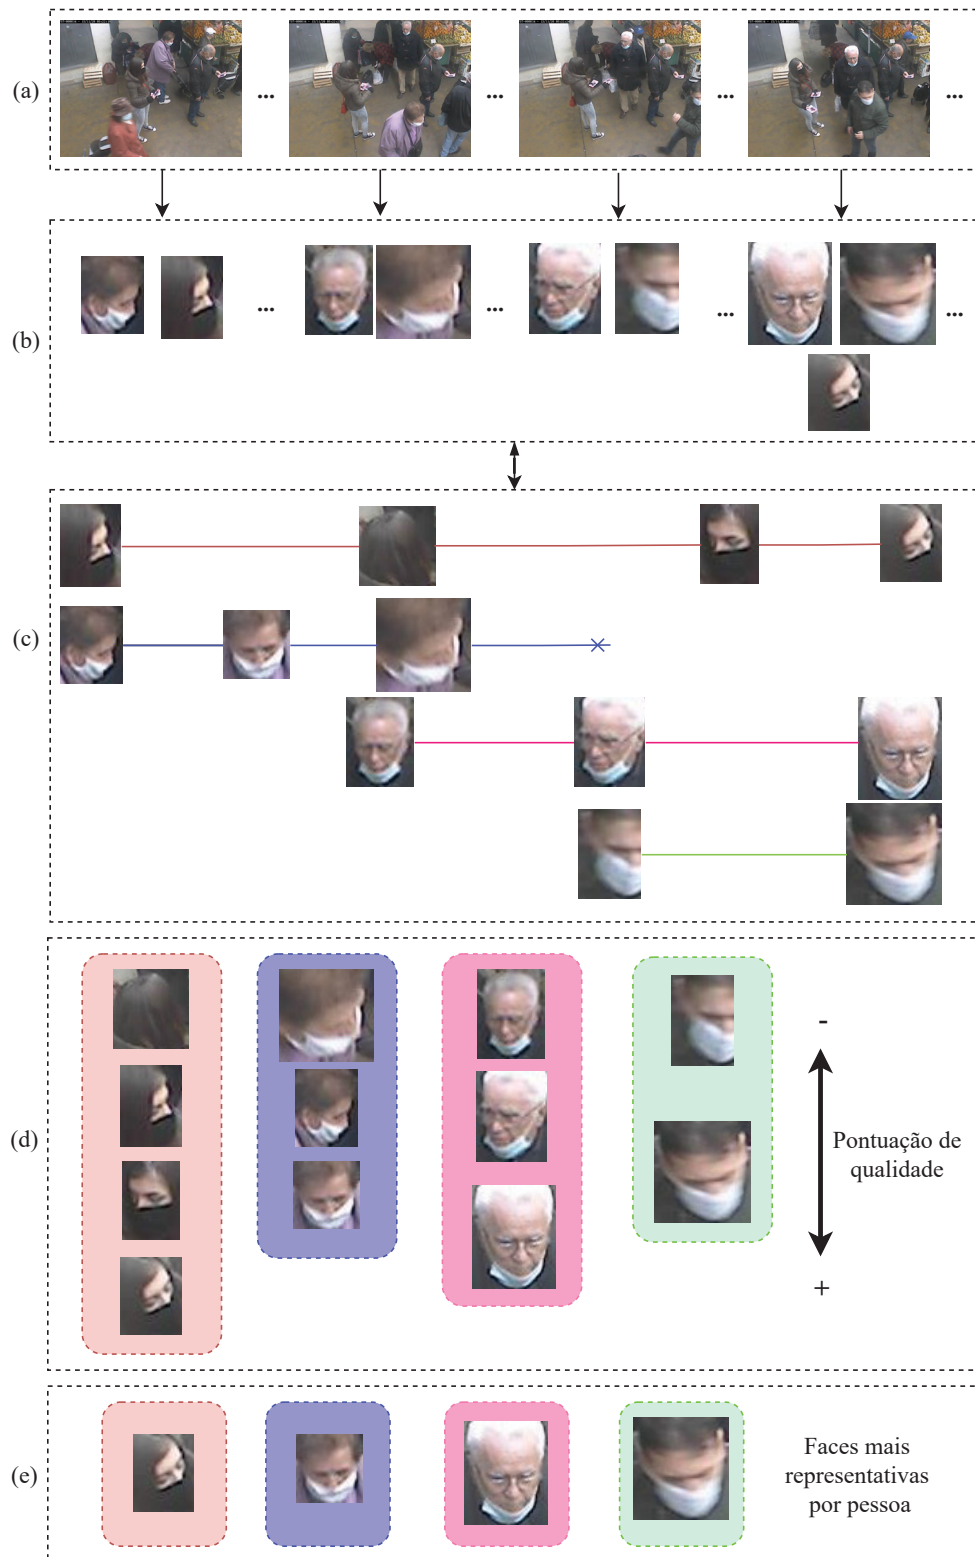 (a)
...
...
...
...
(b)
...
...
...
...
(c)
(d)
-
Pontuação de
qualidade
+
(e)
Faces mais
representativas
por pessoa